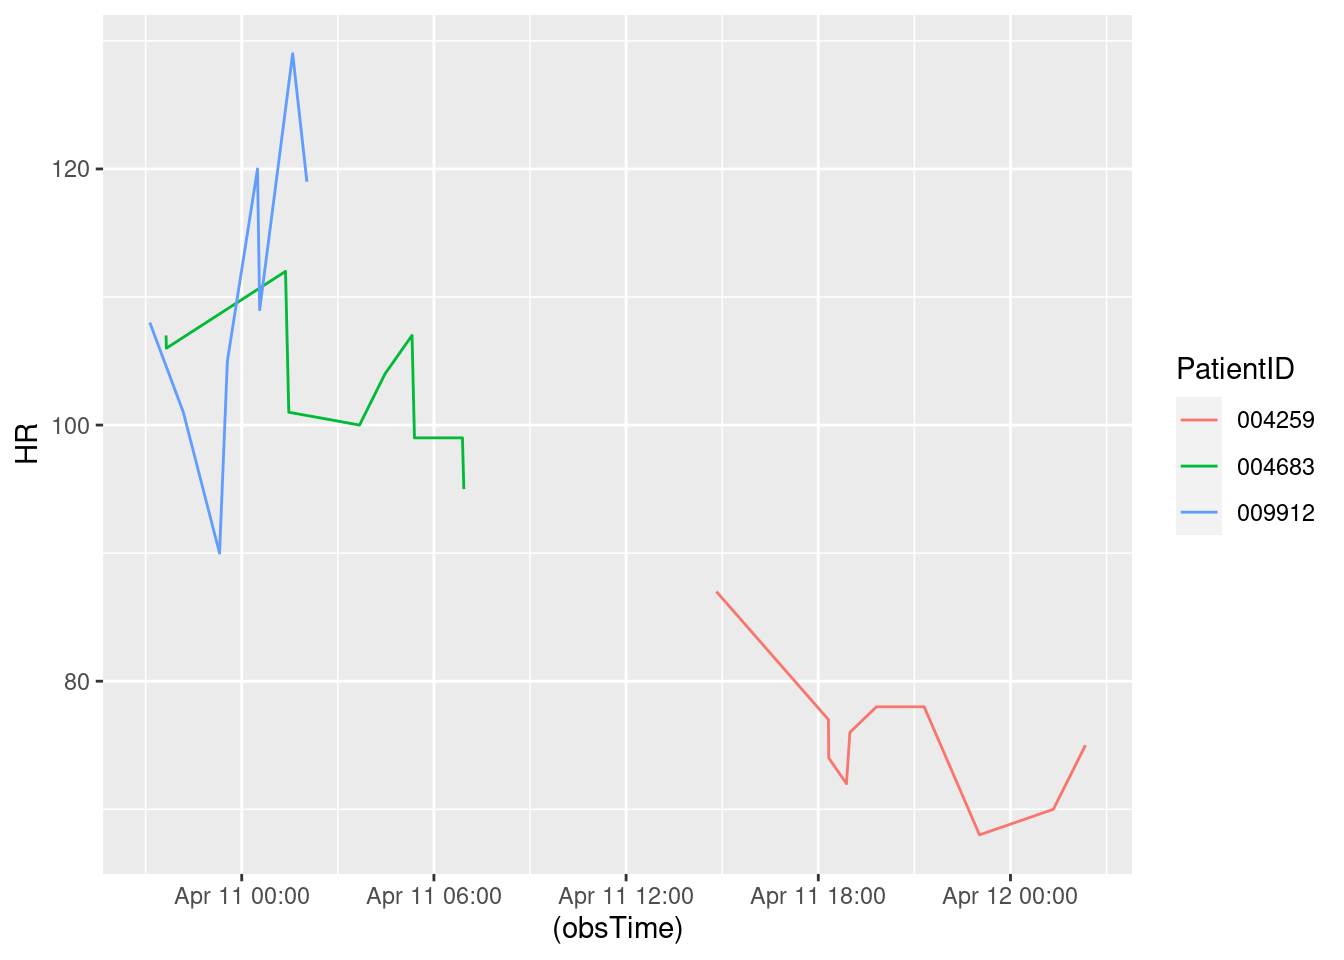 HR
120
100
80
Apr 11 00:00
Apr 11 06:00
Apr 11 12:00
Apr 11 18:00
Apr 12 00:00
(obsTime)
PatientID
004259
004683
009912